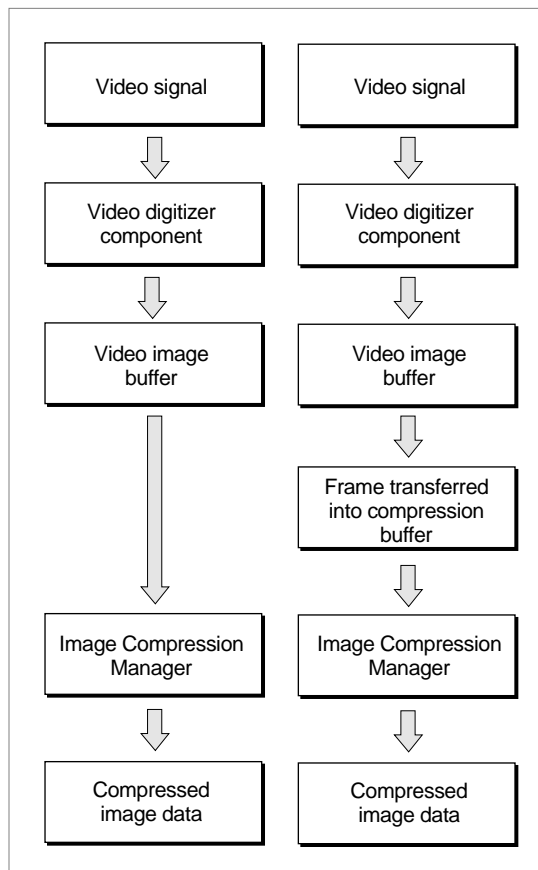 Video signal
Video digitizer
component
Video image
buffer
Image Compression
Manager
Compressed
image data
Video signal
Video digitizer
component
Video image
buffer
Frame transferred
into compression
buffer
Image Compression
Manager
Compressed
image data